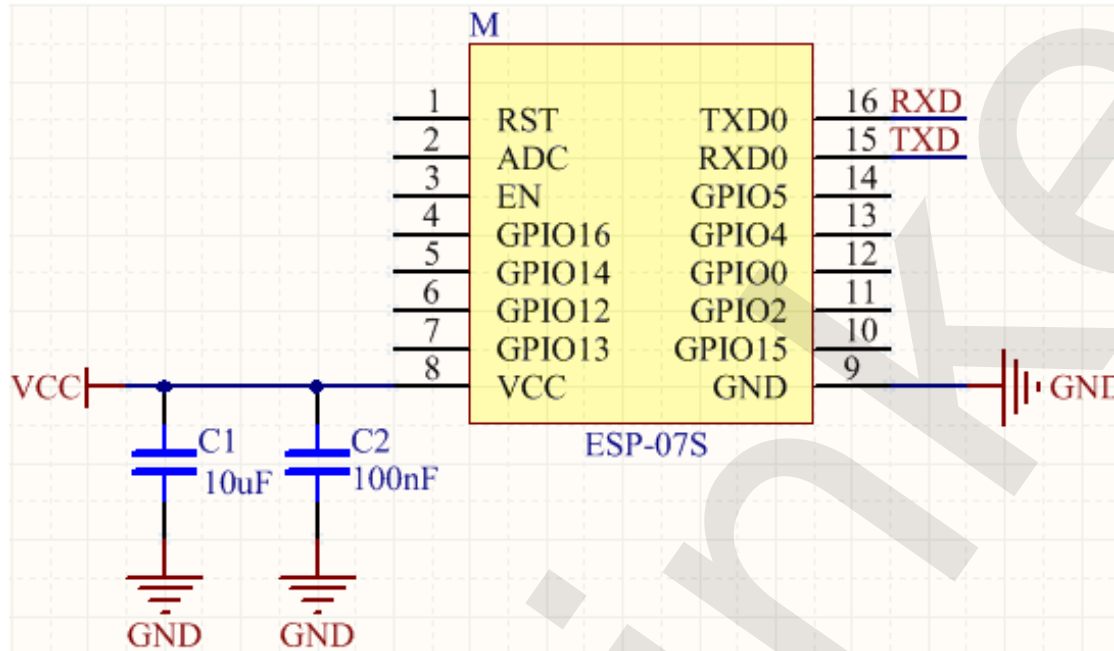 M
1 RST TXD0 16 RXD
2 ADC RXD0 15 TXD
3 EN GPIO5 14
4 GPIO16 GPIO4 13
5 GPIO14 GPIO0 12
6 GPIO12 GPIO2 11
7 GPIO13 GPIO15 10
VCC 8 VCC GND 9 GND
ESP-07S
C1 C2
10uF 100nF
GND GND